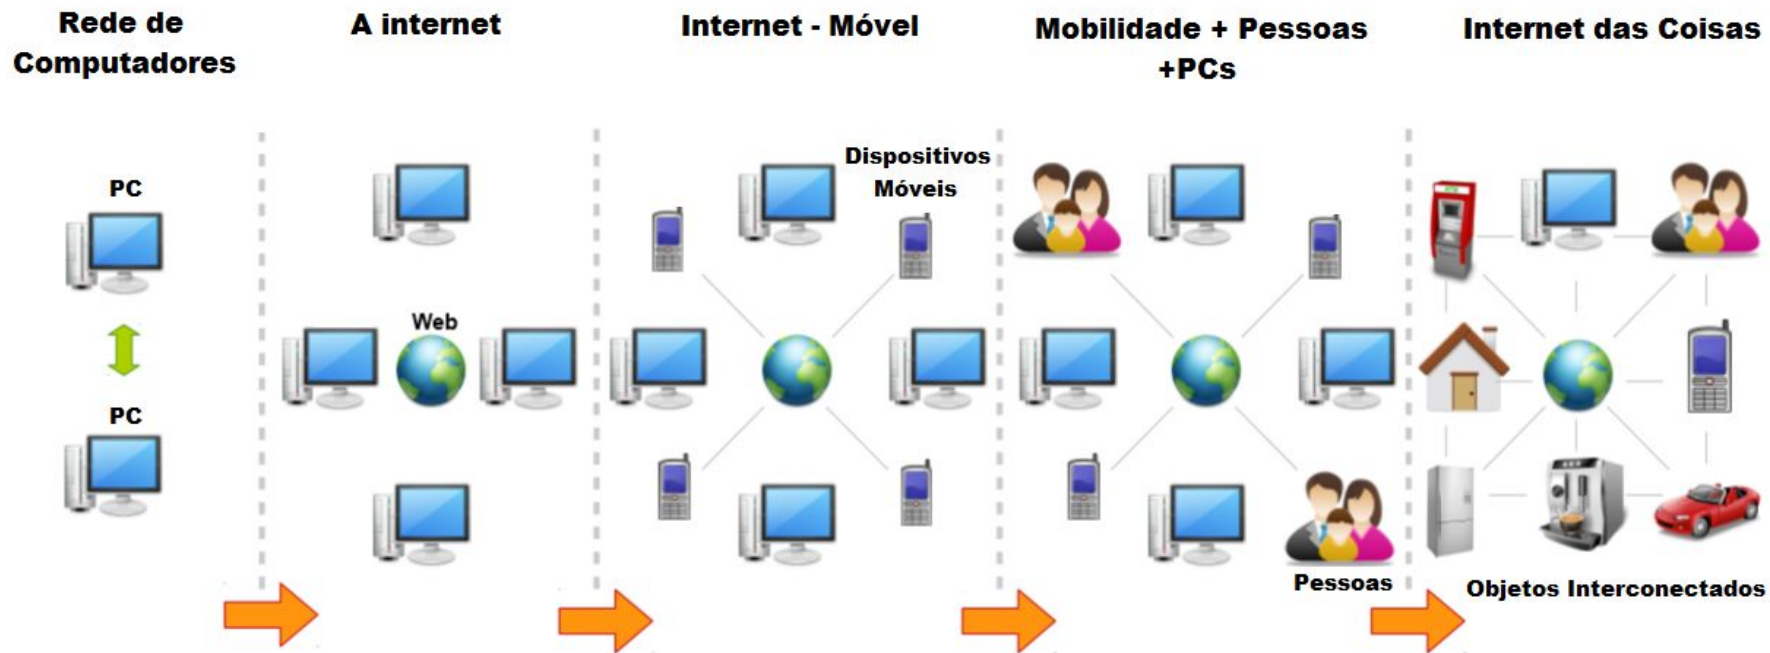 Rede de
Computadores
A internet
Internet - Móvel
Mobilidade + Pessoas
+PCs
Internet das Coisas
PC
PC
Web
Dispositivos
Móveis
Pessoas
Objetos Interconectados